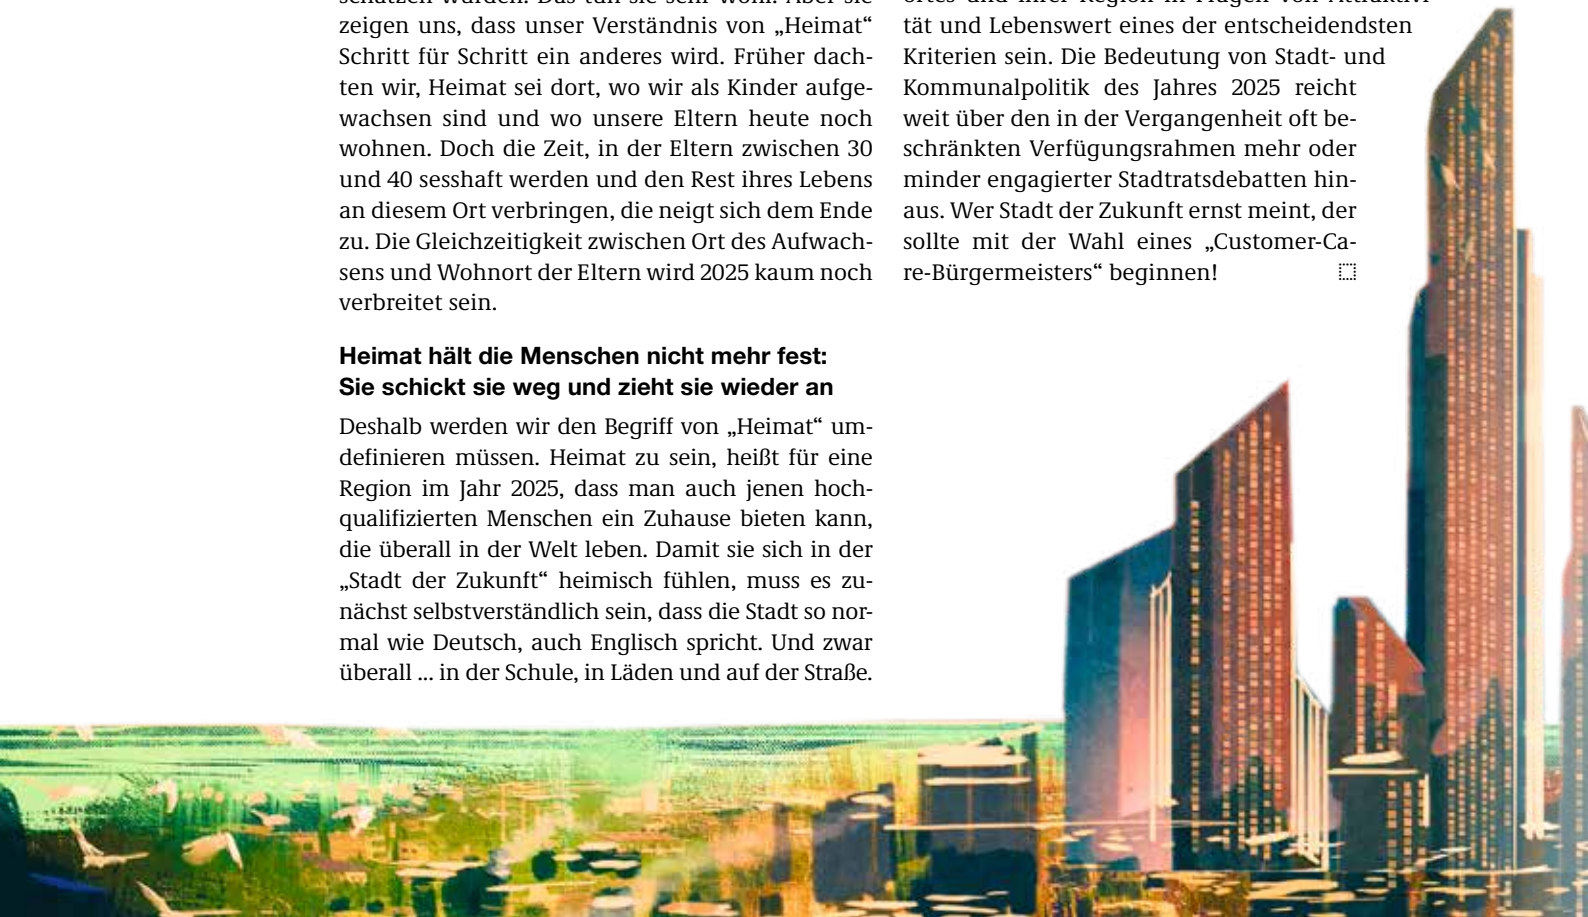 zeigen uns, dass unser Verständnis von „Heimat“
Schritt für Schritt ein anderes wird. Früher dach-
ten wir, Heimat sei dort, wo wir als Kinder aufge-
wachsen sind und wo unsere Eltern heute noch
wohnen. Doch die Zeit, in der Eltern zwischen 30
und 40 sesshaft werden und den Rest ihres Lebens
an diesem Ort verbringen, die neigt sich dem Ende
zu. Die Gleichzeitigkeit zwischen Ort des Aufwach-
sens und Wohnort der Eltern wird 2025 kaum noch
verbreitet sein.
Heimat hält die Menschen nicht mehr fest:
Sie schickt sie weg und zieht sie wieder an
Deshalb werden wir den Begriff von „Heimat“ um-
definieren müssen. Heimat zu sein, heißt für eine
Region im Jahr 2025, dass man auch jenen hoch-
qualifizierten Menschen ein Zuhause bieten kann,
die überall in der Welt leben. Damit sie sich in der
„Stadt der Zukunft“ heimisch fühlen, muss es zu-
nächst selbstverständlich sein, dass die Stadt so nor-
mal wie Deutsch, auch Englisch spricht. Und zwar
überall ... in der Schule, in Läden und auf der Straße.
tät und Lebenswert eines der entscheidendsten
Kriterien sein. Die Bedeutung von Stadt- und
Kommunalpolitik des Jahres 2025 reicht
weit über den in der Vergangenheit oft be-
schränkten Verfügungsrahmen mehr oder
minder engagierter Stadtratsdebatten hin-
aus. Wer Stadt der Zukunft ernst meint, der
sollte mit der Wahl eines „Customer-Ca-
re-Bürgermeisters“ beginnen!